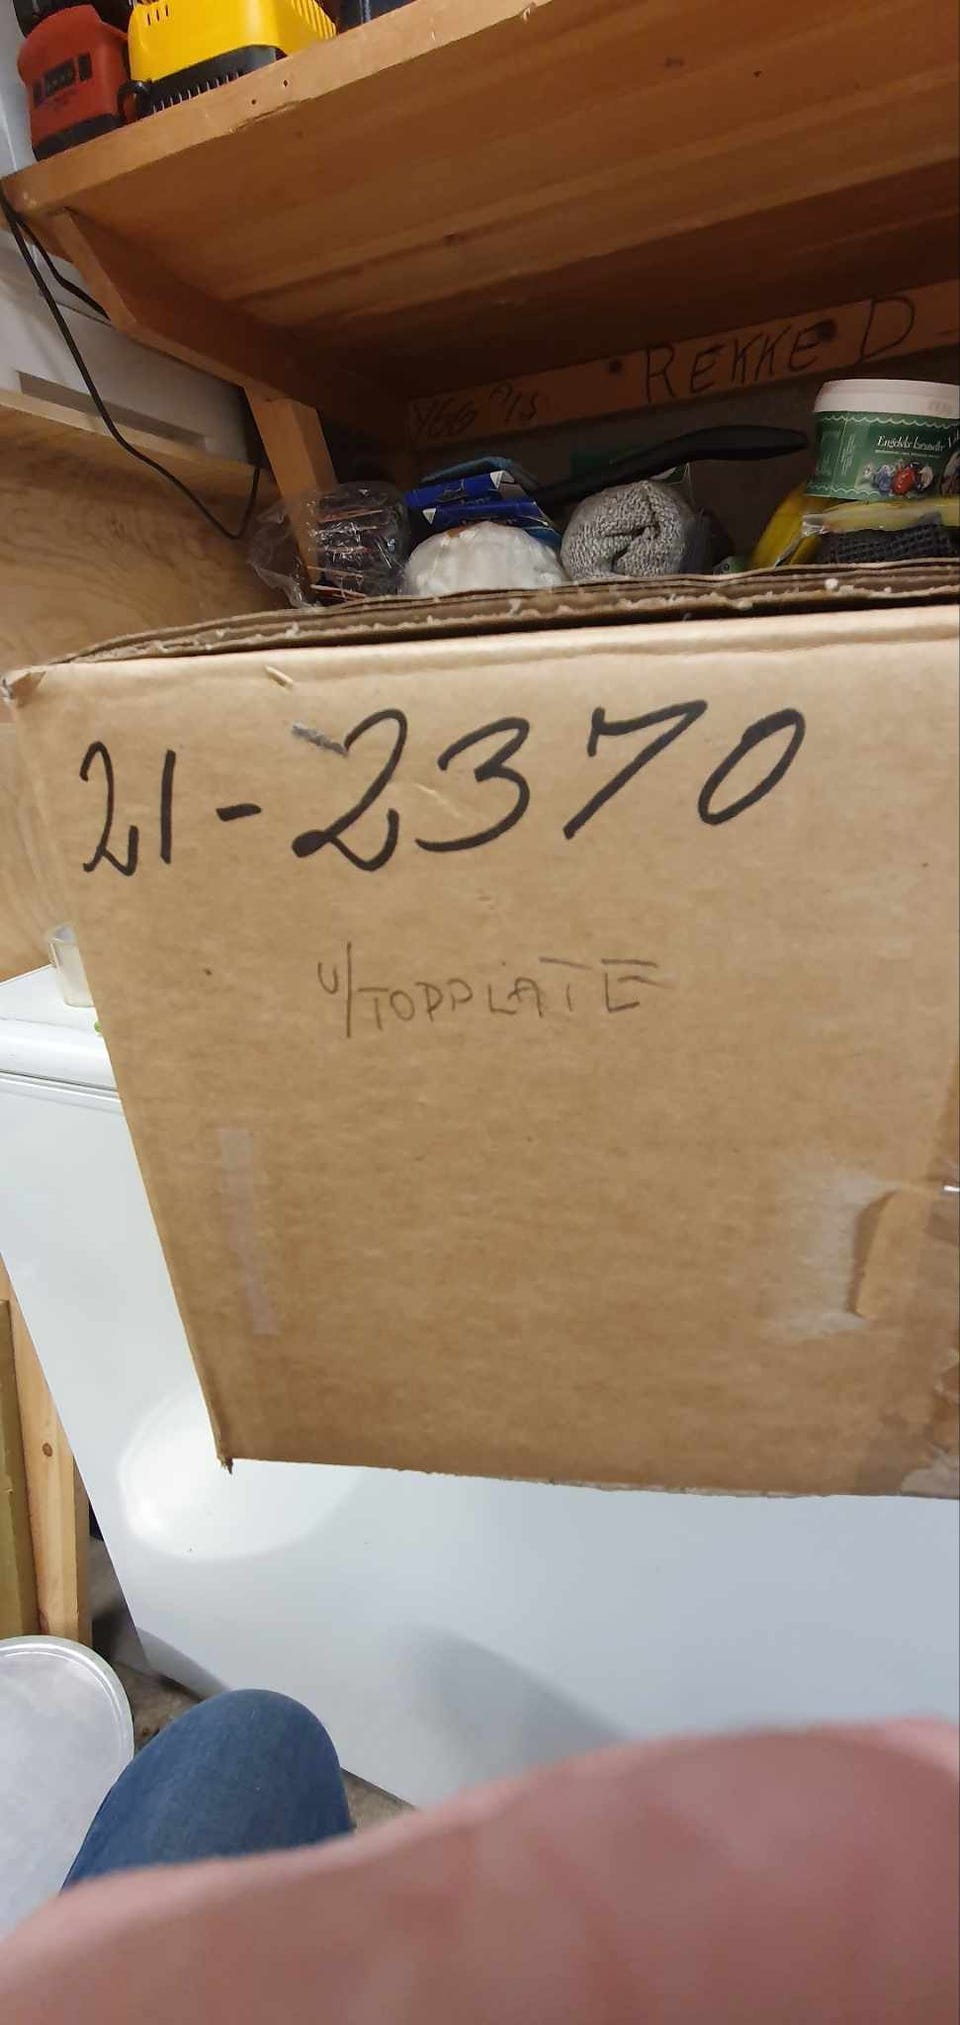 REKKE D
21-2370
U/TOPPLATE